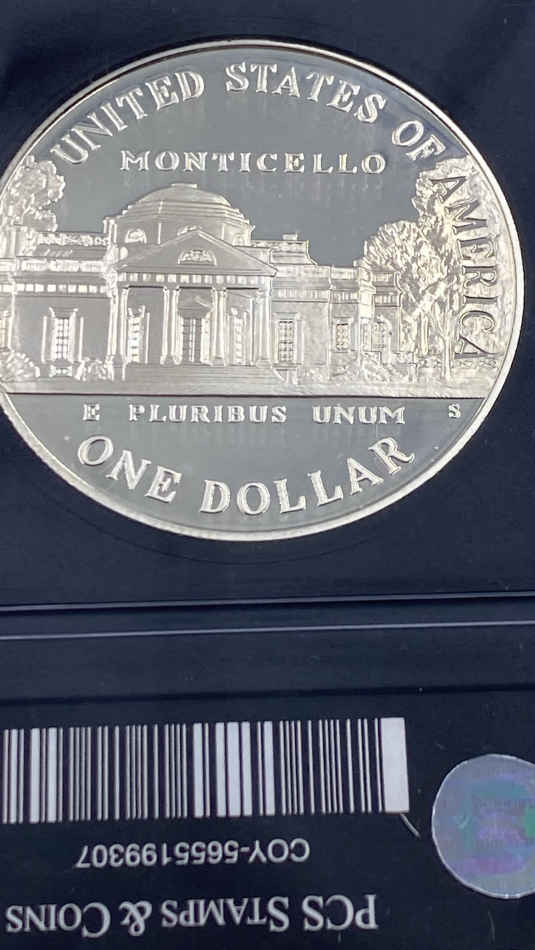 UNITED STATES OF AMERICA
MONTICELLO
E PLURIBUS UNUM S
ONE DOLLAR
COY-5655199307
PCS STAMPS & COINS